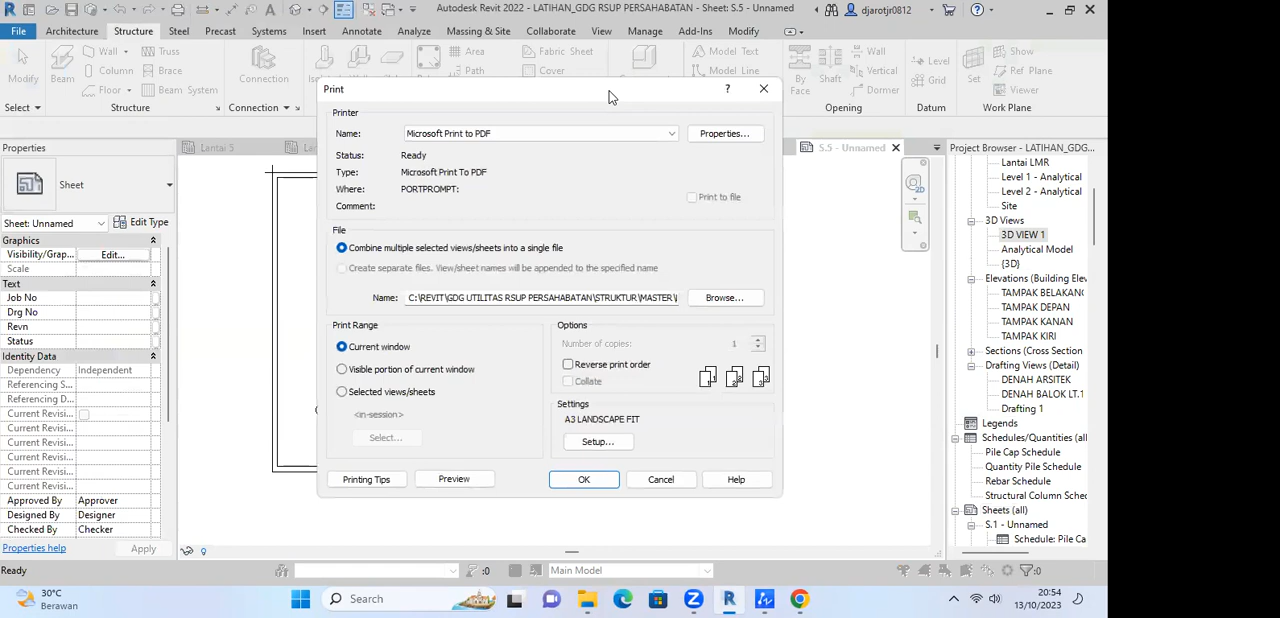 Autodesk Revit 2022 - LATIHAN_GDG RSUP PERSAHABATAN - Sheet: S.5 - Unnamed
djarotjr0812
File Architecture Structure Steel Precast Systems Insert Annotate Analyze Massing & Site Collaborate View Manage Add-Ins Modify
Modify
Beam
Wall
Column
Floor
Truss
Brace
Beam System
Connection
Area
Path
Fabric Sheet
Cover
Model Text
Model Line
By Face
Shaft
Wall
Vertical
Dormer
Level
Grid
Set
Show
Ref Plane
Viewer
Select
Structure
Connection
Opening
Datum
Work Plane
Properties
Lantai 5
S.5 - Unnamed
Project Browser - LATIHAN_GDG...
Sheet
Sheet: Unnamed
Edit Type
Graphics
Visibility/Grap... Edit...
Scale
Text
Job No
Drg No
Revn
Status
Identity Data
Dependency Independent
Referencing S...
Referencing D...
Current Revisi...
Current Revisi...
Current Revisi...
Current Revisi...
Current Revisi...
Current Revisi...
Approved By Approver
Designed By Designer
Checked By Checker
Properties help
Apply
Print
?
Printer
Name: Microsoft Print to PDF Properties...
Status: Ready
Type: Microsoft Print To PDF
Where: PORTPROMPT:
Print to file
Comment:
File
Combine multiple selected views/sheets into a single file
Create separate files. View/sheet names will be appended to the specified name
Name: C:\REVIT\GDG UTILITAS RSUP PERSAHABATAN\STRUKTUR\MASTER\ Browse...
Print Range
Current window
Visible portion of current window
Selected views/sheets
<in-session>
Select...
Options
Number of copies: 1
Reverse print order
Collate
Settings
A3 LANDSCAPE FIT
Setup...
Printing Tips
Preview
OK
Cancel
Help
2D
Lantai LMR
Level 1 - Analytical
Level 2 - Analytical
Site
3D Views
3D VIEW 1
Analytical Model
{3D}
Elevations (Building Elev
TAMPAK BELAKANG
TAMPAK DEPAN
TAMPAK KANAN
TAMPAK KIRI
Sections (Cross Section
Drafting Views (Detail)
DENAH ARSITEK
DENAH BALOK LT.1
Drafting 1
Legends
Schedules/Quantities (all
Pile Cap Schedule
Quantity Pile Schedule
Rebar Schedule
Structural Column Sched
Sheets (all)
S.1 - Unnamed
Schedule: Pile Ca
Ready
:0
Main Model
:0
30°C
Berawan
Search
20:54
13/10/2023